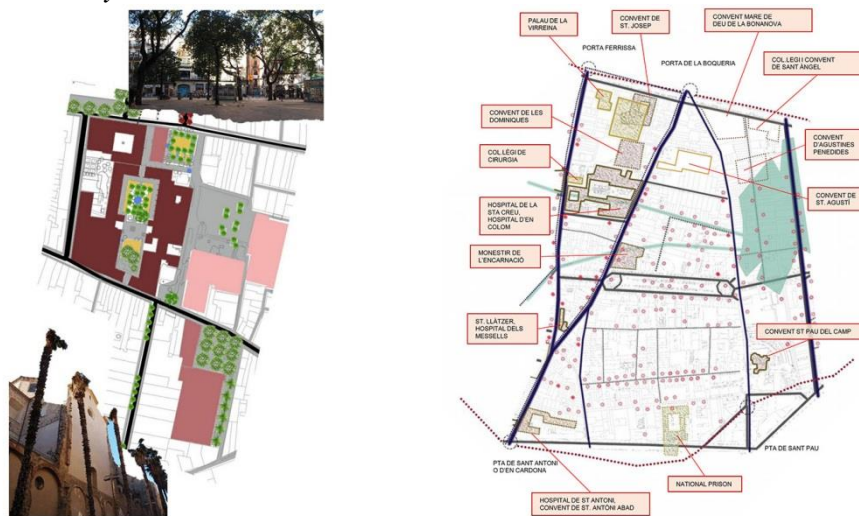 PALAU DE LA
VIRREINA
CONVENT DE
ST. JOSEP
CONVENT MARE DE
DEU DE LA BONANOVA
PORTA FERRISSA
PORTA DE LA BOQUERIA
COL.LEGI I CONVENT
DE SANT ÀNGEL
CONVENT DE LES
DOMINIQUES
CONVENT
D'AGUSTINES
PENEDIDES
COL.LÉGI DE
CIRURGIA
CONVENT DE
ST. AGUSTÍ
HOSPITAL DE LA
STA CREU,
HOSPITAL D'EN
COLOM
MONESTIR DE
L'ENCARNACIÓ
ST. LLÀTZER,
HOSPITAL DELS
MESSELLS
CONVENT ST PAU DEL CAMP
PTA DE SANT ANTONI
O D'EN CARDONA
PTA DE SANT PAU
NATIONAL PRISON
HOSPITAL DE ST ANTONI,
CONVENT DE ST. ANTÒNI ABAD